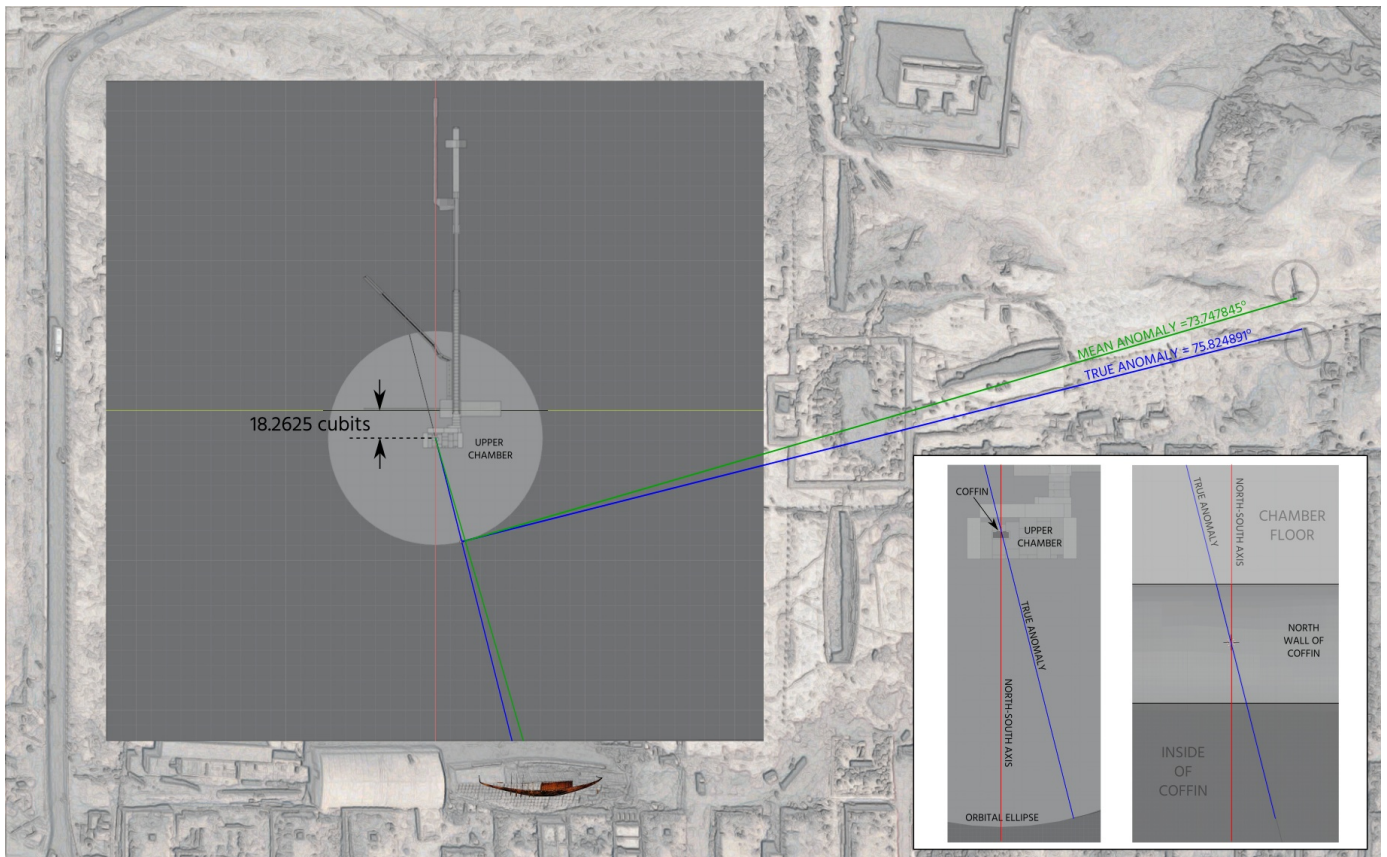 MEAN ANOMALY =73.747845°
TRUE ANOMALY = 75.824891°
18.2625 cubits
UPPER
CHAMBER
COFFIN
UPPER
CHAMBER
TRUE ANOMALY
NORTH-SOUTH AXIS
ORBITAL ELLIPSE
TRUE ANOMALY
NORTH-SOUTH AXIS
CHAMBER
FLOOR
NORTH
WALL OF
COFFIN
INSIDE
OF
COFFIN